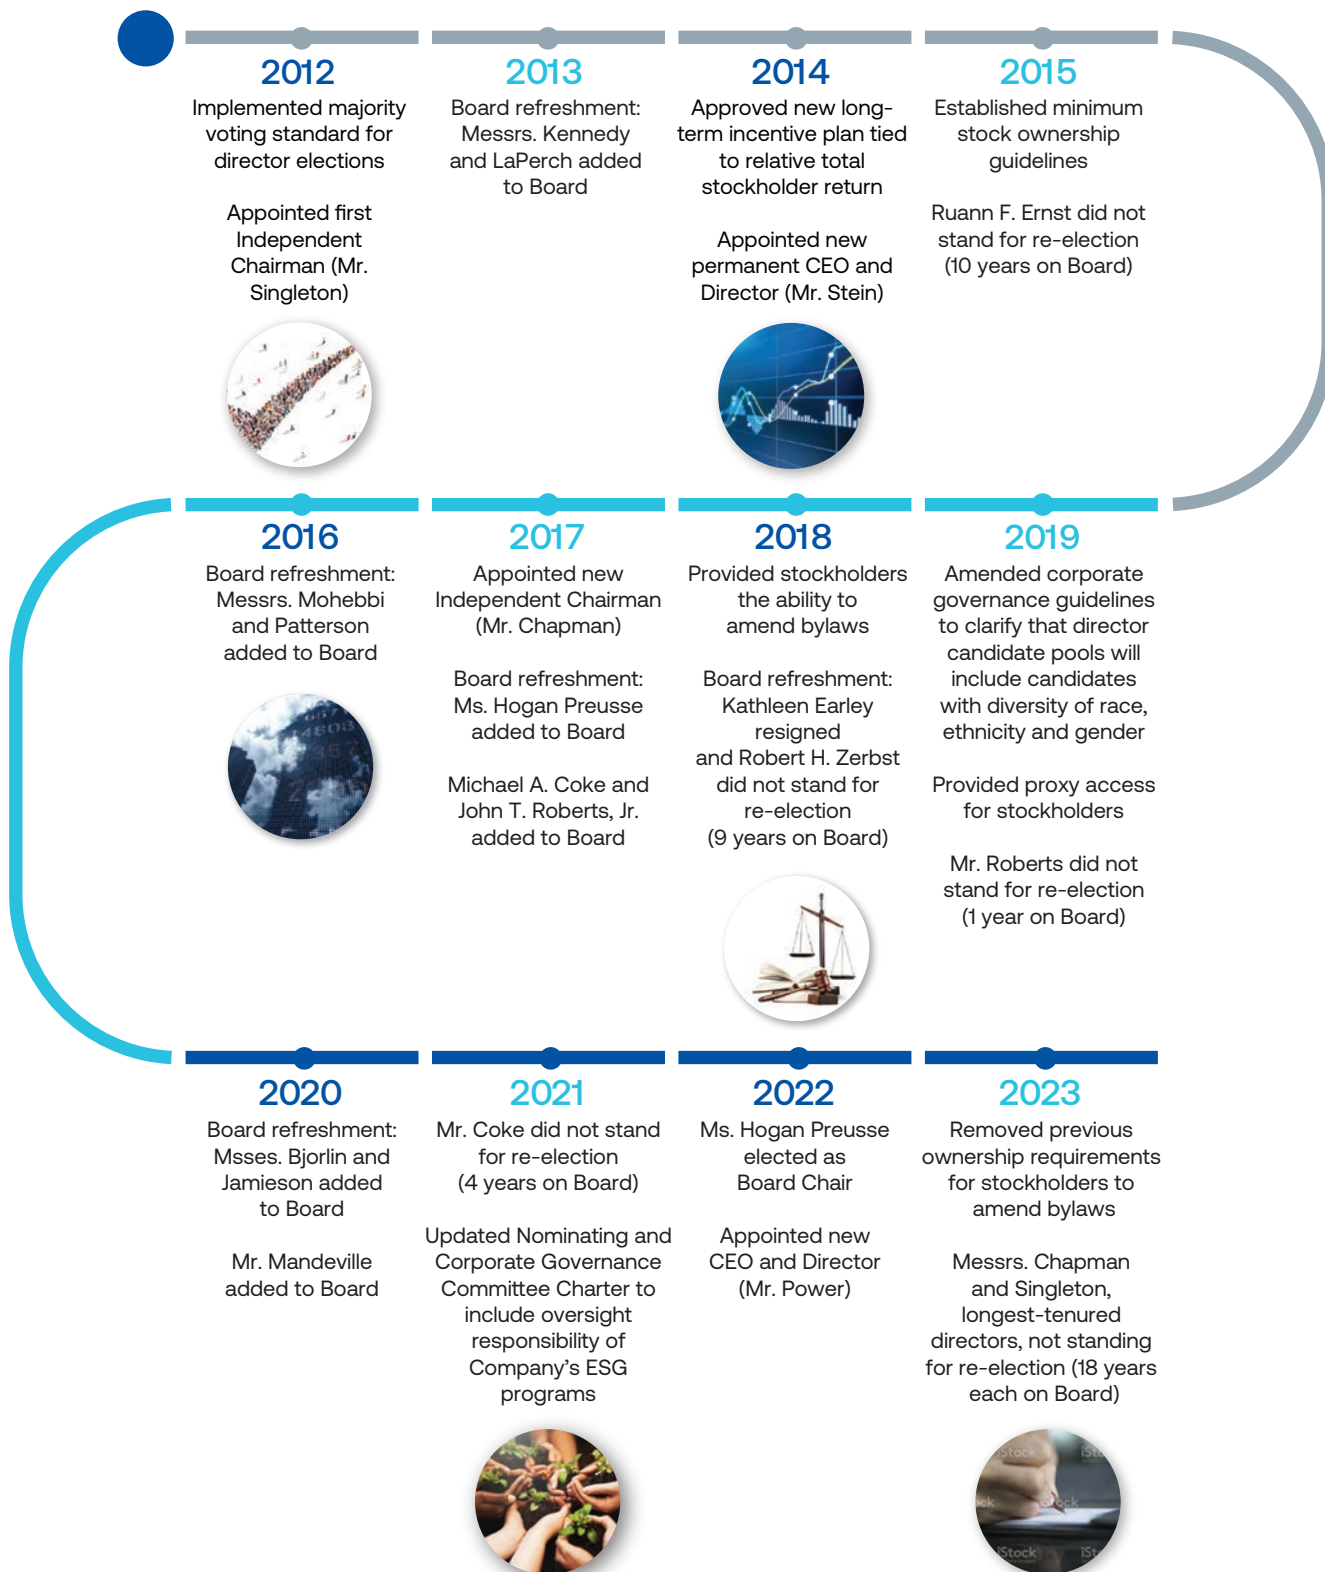 2012
Implemented majority
voting standard for
director elections
Appointed first
Independent
Chairman (Mr.
Singleton)
2013
Board refreshment:
Messrs. Kennedy
and LaPerch added
to Board
2014
Approved new long-
term incentive plan tied
to relative total
stockholder return
Appointed new
permanent CEO and
Director (Mr. Stein)
2015
Established minimum
stock ownership
guidelines
Ruann F. Ernst did not
stand for re-election
(10 years on Board)
2016
Board refreshment:
Messrs. Mohebbi
and Patterson
added to Board
4808
2017
Appointed new
Independent Chairman
(Mr. Chapman)
Board refreshment:
Ms. Hogan Preusse
added to Board
Michael A. Coke and
John T. Roberts, Jr.
added to Board
2018
Provided stockholders
the ability to
amend bylaws
Board refreshment:
Kathleen Earley
resigned
and Robert H. Zerbst
did not stand for
re-election
(9 years on Board)
2019
Amended corporate
governance guidelines
to clarify that director
candidate pools will
include candidates
with diversity of race,
ethnicity and gender
Provided proxy access
for stockholders
Mr. Roberts did not
stand for re-election
(1 year on Board)
2020
Board refreshment:
Msses. Bjorlin and
Jamieson added
to Board
Mr. Mandeville
added to Board
2021
Mr. Coke did not stand
for re-election
(4 years on Board)
Updated Nominating and
Corporate Governance
Committee Charter to
include oversight
responsibility of
Company's ESG
programs
2022
Ms. Hogan Preusse
elected as
Board Chair
Appointed new
CEO and Director
(Mr. Power)
2023
Removed previous
ownership requirements
for stockholders to
amend bylaws
Messrs. Chapman
and Singleton,
longest-tenured
directors, not standing
for re-election (18 years
each on Board)
iStock
iStock